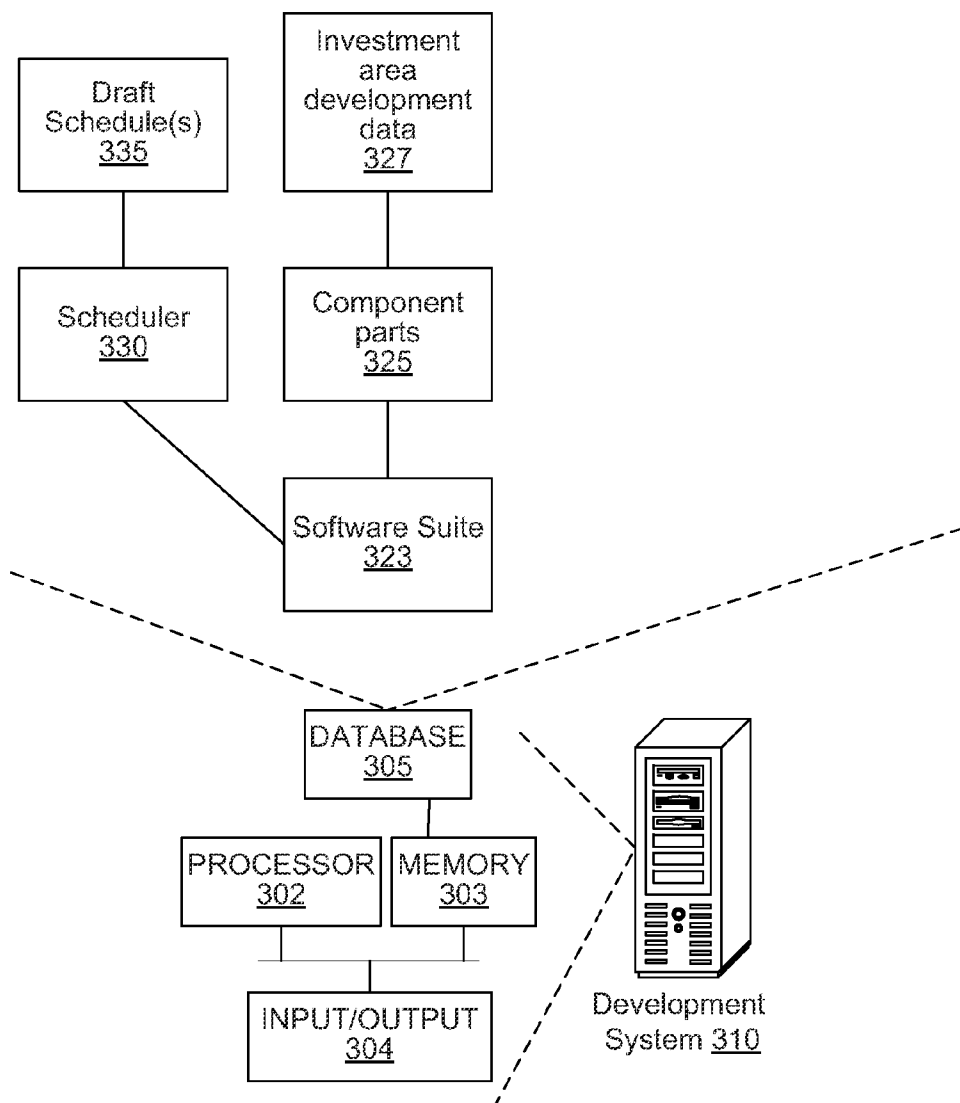 Draft
Schedule(s)
335
Investment
area
development
data
327
Scheduler
330
Component
parts
325
Software Suite
323
DATABASE
305
PROCESSOR
302
MEMORY
303
INPUT/OUTPUT
304
Development
System 310